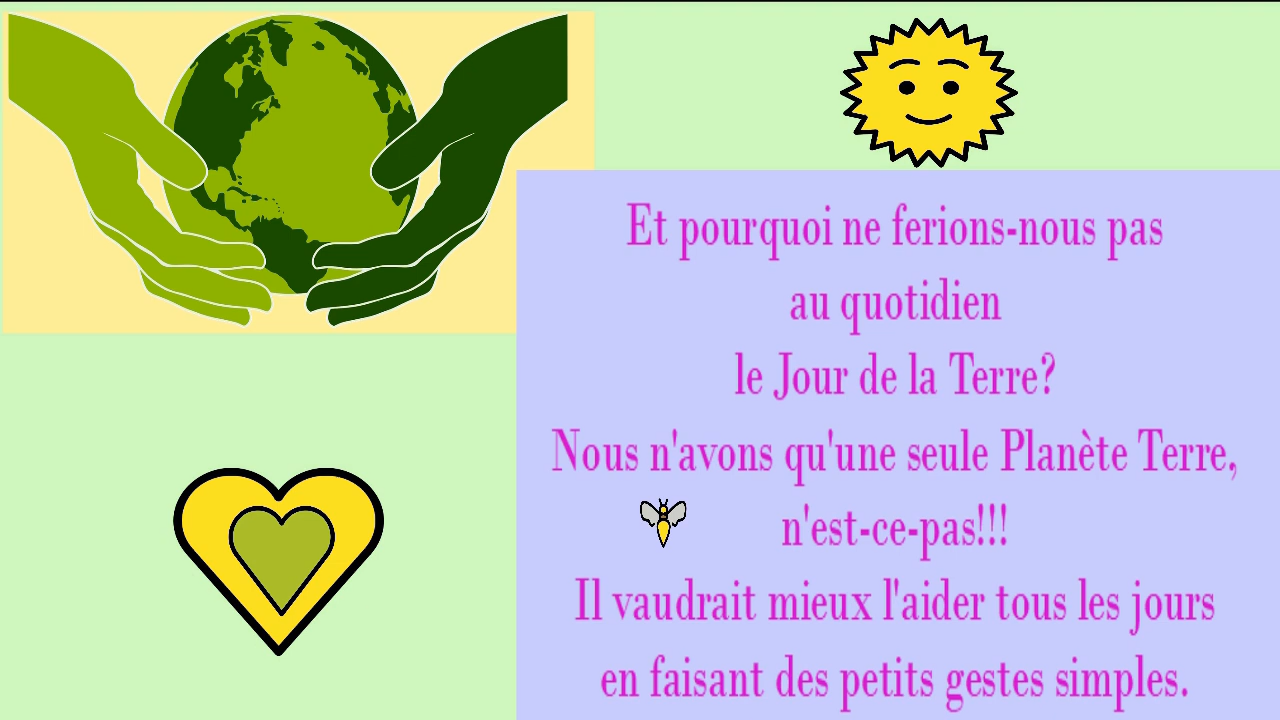 Et pourquoi ne ferions-nous pas
au quotidien
le Jour de la Terre?
Nous n'avons qu'une seule Planète Terre,
n'est-ce-pas!!!
Il vaudrait mieux l'aider tous les jours
en faisant des petits gestes simples.